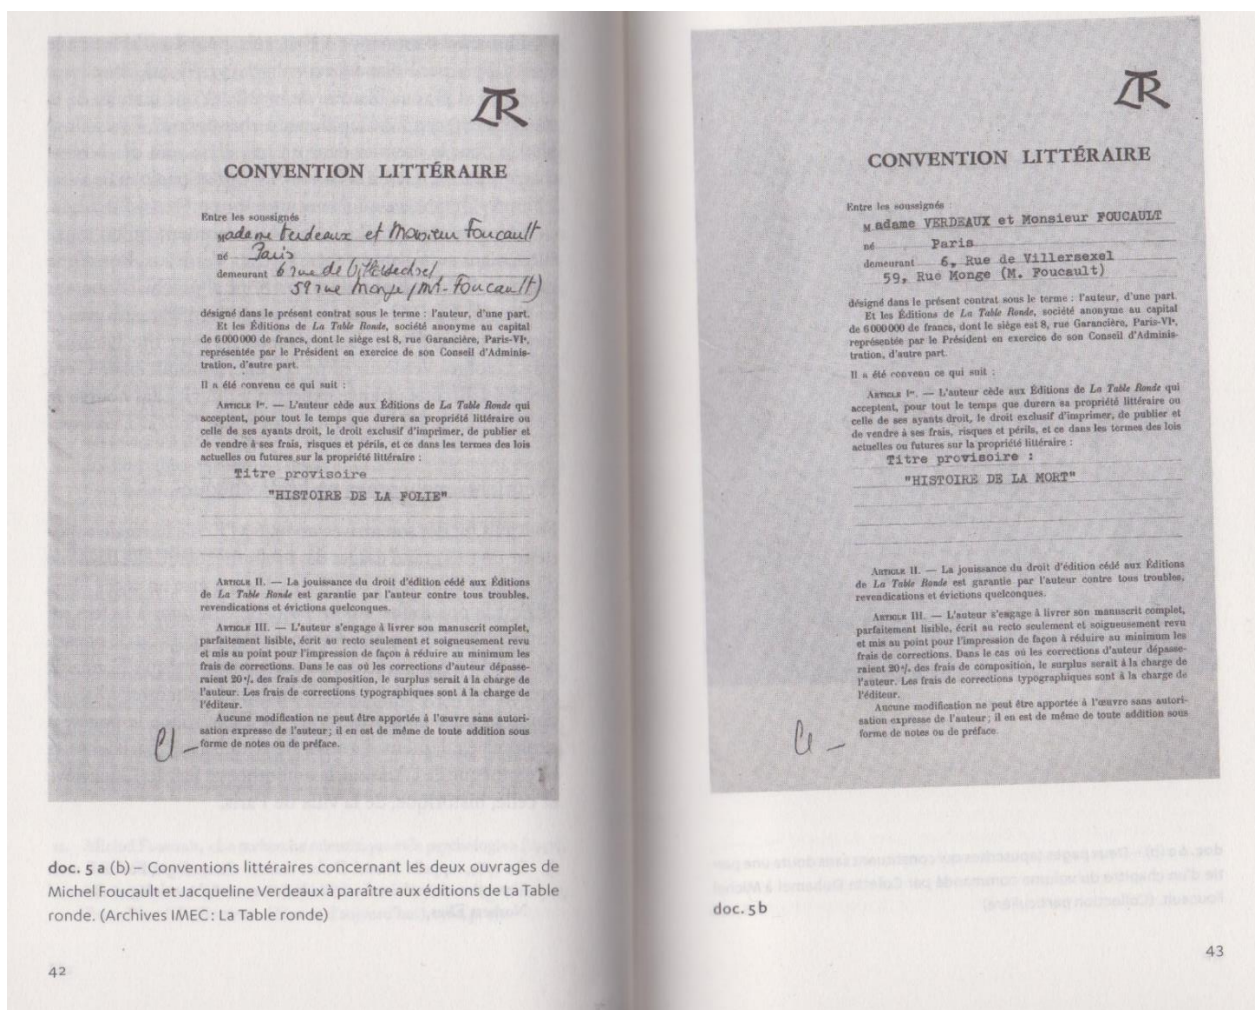 TR
CONVENTION LITTÉRAIRE
Entre les soussignés
Madame Verdeaux et Monsieur Foucault
né Paris
demeurant 6 rue de Villersexel
59 rue Monge (M. Foucault)
désigné dans le présent contrat sous le terme : l'auteur, d'une part.
Et les Éditions de La Table Ronde, société anonyme au capital
de 6000000 de francs, dont le siège est 8, rue Garancière, Paris-VIe,
représentée par le Président en exercice de son Conseil d'Adminis-
tration, d'autre part.
Il a été convenu ce qui suit :
ARTICLE Ier. — L'auteur cède aux Éditions de La Table Ronde qui
acceptent, pour tout le temps que durera sa propriété littéraire ou
celle de ses ayants droit, le droit exclusif d'imprimer, de publier et
de vendre à ses frais, risques et périls, et ce dans les termes des lois
actuelles ou futures sur la propriété littéraire :
Titre provisoire
"HISTOIRE DE LA FOLIE"
ARTICLE II. — La jouissance du droit d'édition cédé aux Éditions
de La Table Ronde est garantie par l'auteur contre tous troubles,
revendications et évictions quelconques.
ARTICLE III. — L'auteur s'engage à livrer son manuscrit complet,
parfaitement lisible, écrit au recto seulement et soigneusement revu
et mis au point pour l'impression de façon à réduire au minimum les
frais de corrections. Dans le cas où les corrections d'auteur dépasse-
raient 20 % des frais de composition, le surplus serait à la charge de
l'auteur. Les frais de corrections typographiques sont à la charge de
l'éditeur.
Aucune modification ne peut être apportée à l'œuvre sans autori-
sation expresse de l'auteur ; il en est de même de toute addition sous
forme de notes ou de préface.
doc. 5 a (b) – Conventions littéraires concernant les deux ouvrages de
Michel Foucault et Jacqueline Verdeaux à paraître aux éditions de La Table
ronde. (Archives IMEC : La Table ronde)
42
TR
CONVENTION LITTÉRAIRE
Entre les soussignés
Madame VERDEAUX et Monsieur FOUCAULT
né Paris
demeurant 6, Rue de Villersexel
59, Rue Monge (M. Foucault)
désigné dans le présent contrat sous le terme : l'auteur, d'une part.
Et les Éditions de La Table Ronde, société anonyme au capital
de 6000000 de francs, dont le siège est 8, rue Garancière, Paris-VIe,
représentée par le Président en exercice de son Conseil d'Adminis-
tration, d'autre part.
Il a été convenu ce qui suit :
ARTICLE Ier. — L'auteur cède aux Éditions de La Table Ronde qui
acceptent, pour tout le temps que durera sa propriété littéraire ou
celle de ses ayants droit, le droit exclusif d'imprimer, de publier et
de vendre à ses frais, risques et périls, et ce dans les termes des lois
actuelles ou futures sur la propriété littéraire :
Titre provisoire :
"HISTOIRE DE LA MORT"
ARTICLE II. — La jouissance du droit d'édition cédé aux Éditions
de La Table Ronde est garantie par l'auteur contre tous troubles,
revendications et évictions quelconques.
ARTICLE III. — L'auteur s'engage à livrer son manuscrit complet,
parfaitement lisible, écrit au recto seulement et soigneusement revu
et mis au point pour l'impression de façon à réduire au minimum les
frais de corrections. Dans le cas où les corrections d'auteur dépasse-
raient 20 % des frais de composition, le surplus serait à la charge de
l'auteur. Les frais de corrections typographiques sont à la charge de
l'éditeur.
Aucune modification ne peut être apportée à l'œuvre sans autori-
sation expresse de l'auteur ; il en est de même de toute addition sous
forme de notes ou de préface.
doc. 5 b
43